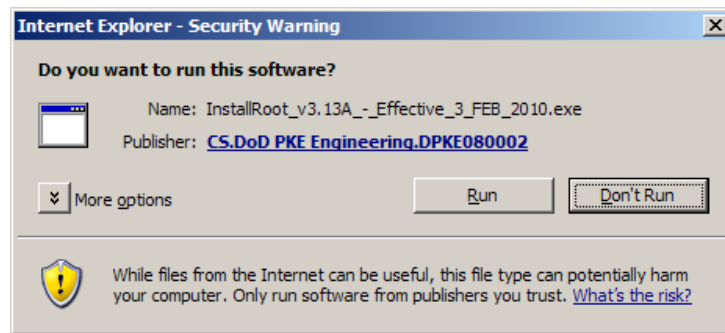 Internet Explorer - Security Warning
Do you want to run this software?
Name: InstallRoot_v3.13A_-_Effective_3_FEB_2010.exe
Publisher: CS.DoD PKE Engineering.DPKE080002
More options
Run
Don't Run
While files from the Internet can be useful, this file type can potentially harm
your computer. Only run software from publishers you trust. What's the risk?